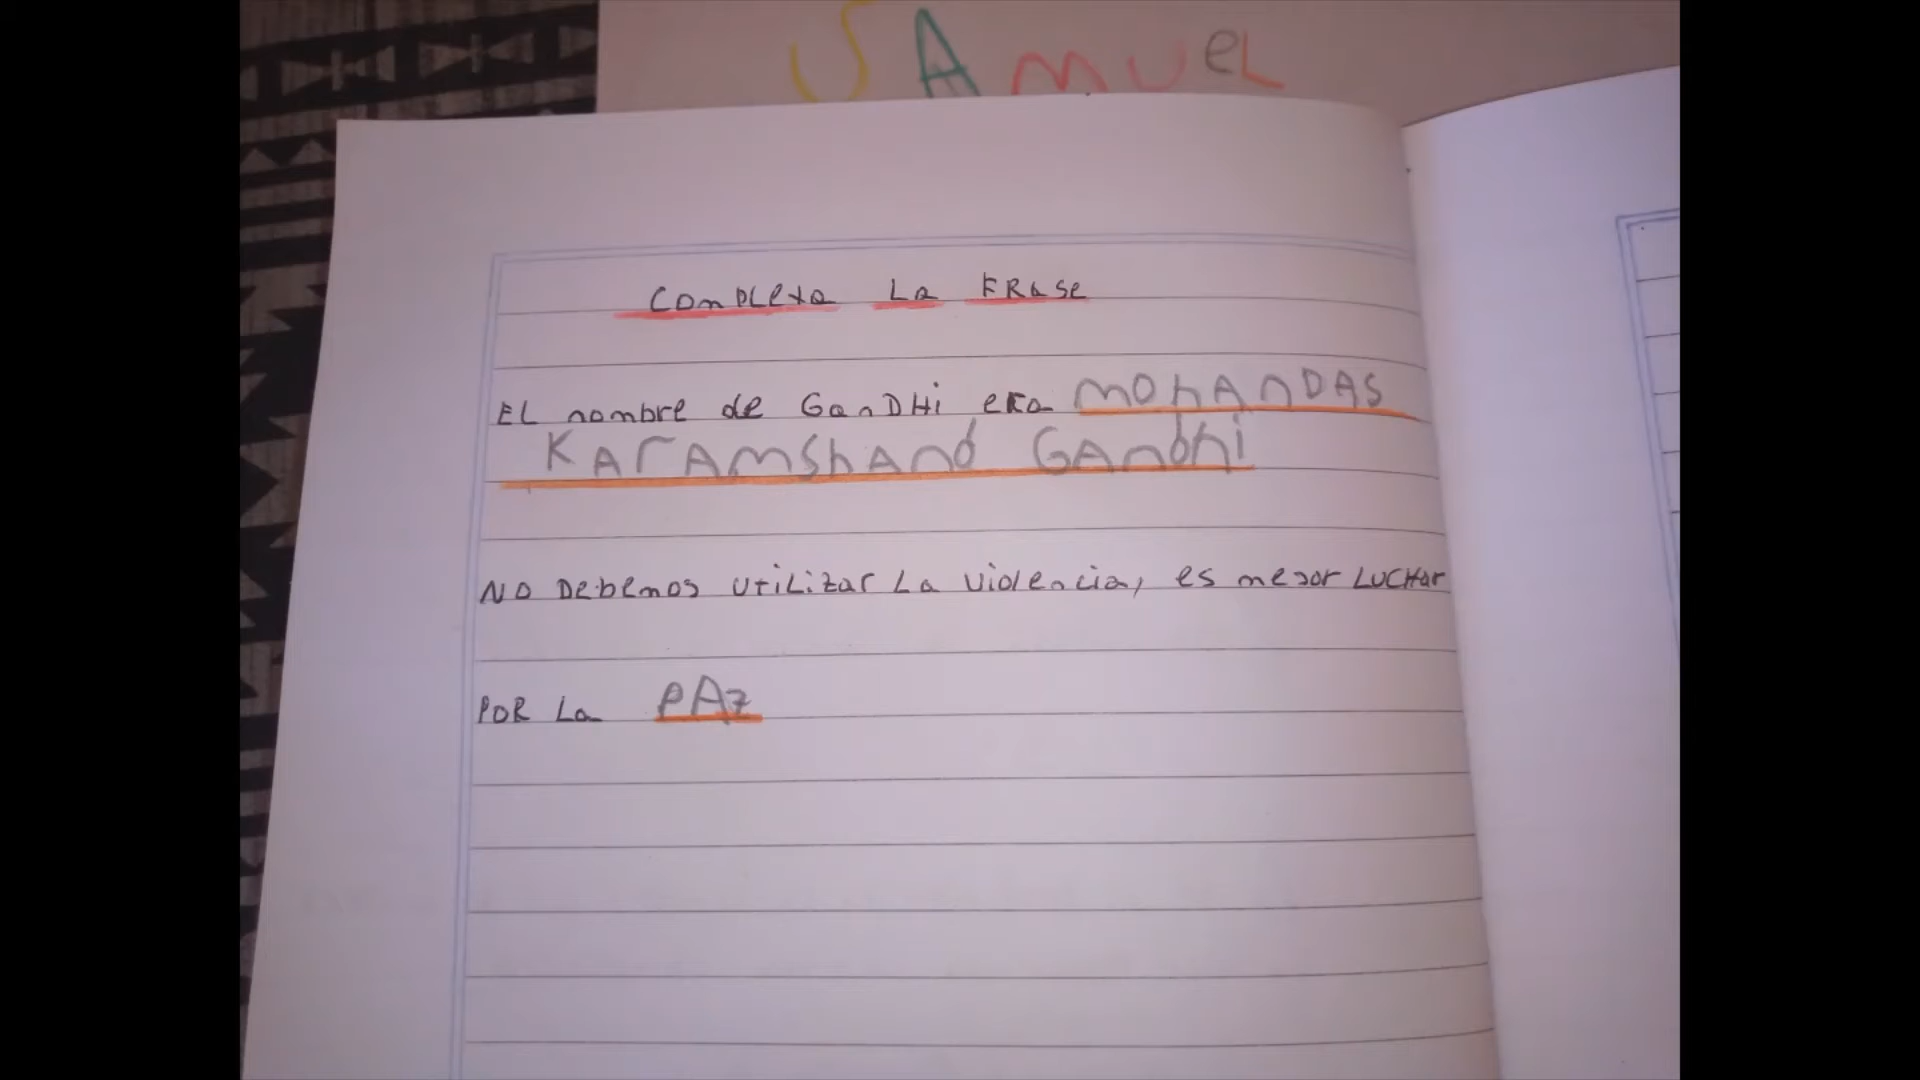 SAmUEL
Completa La FRase
EL nombre de GanDHi era mOhAnDAS
KArAmShAnd GAndhi
NO Debemos UtiLizar La violencia, es mejor LUCHar
POR La PAz